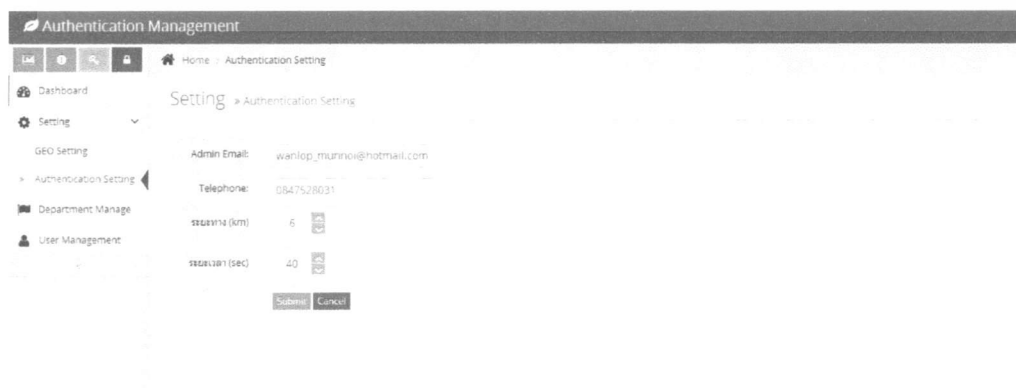 Authentication Management
Home > Authentication Setting
Dashboard
Setting » Authentication Setting
Setting
GEO Setting
Admin Email: wanlop_munnoi@hotmail.com
» Authentication Setting
Telephone: 0847528031
Department Manage
ระยะทาง (km) 6
User Management
ระยะเวลา (sec) 40
Submit Cancel